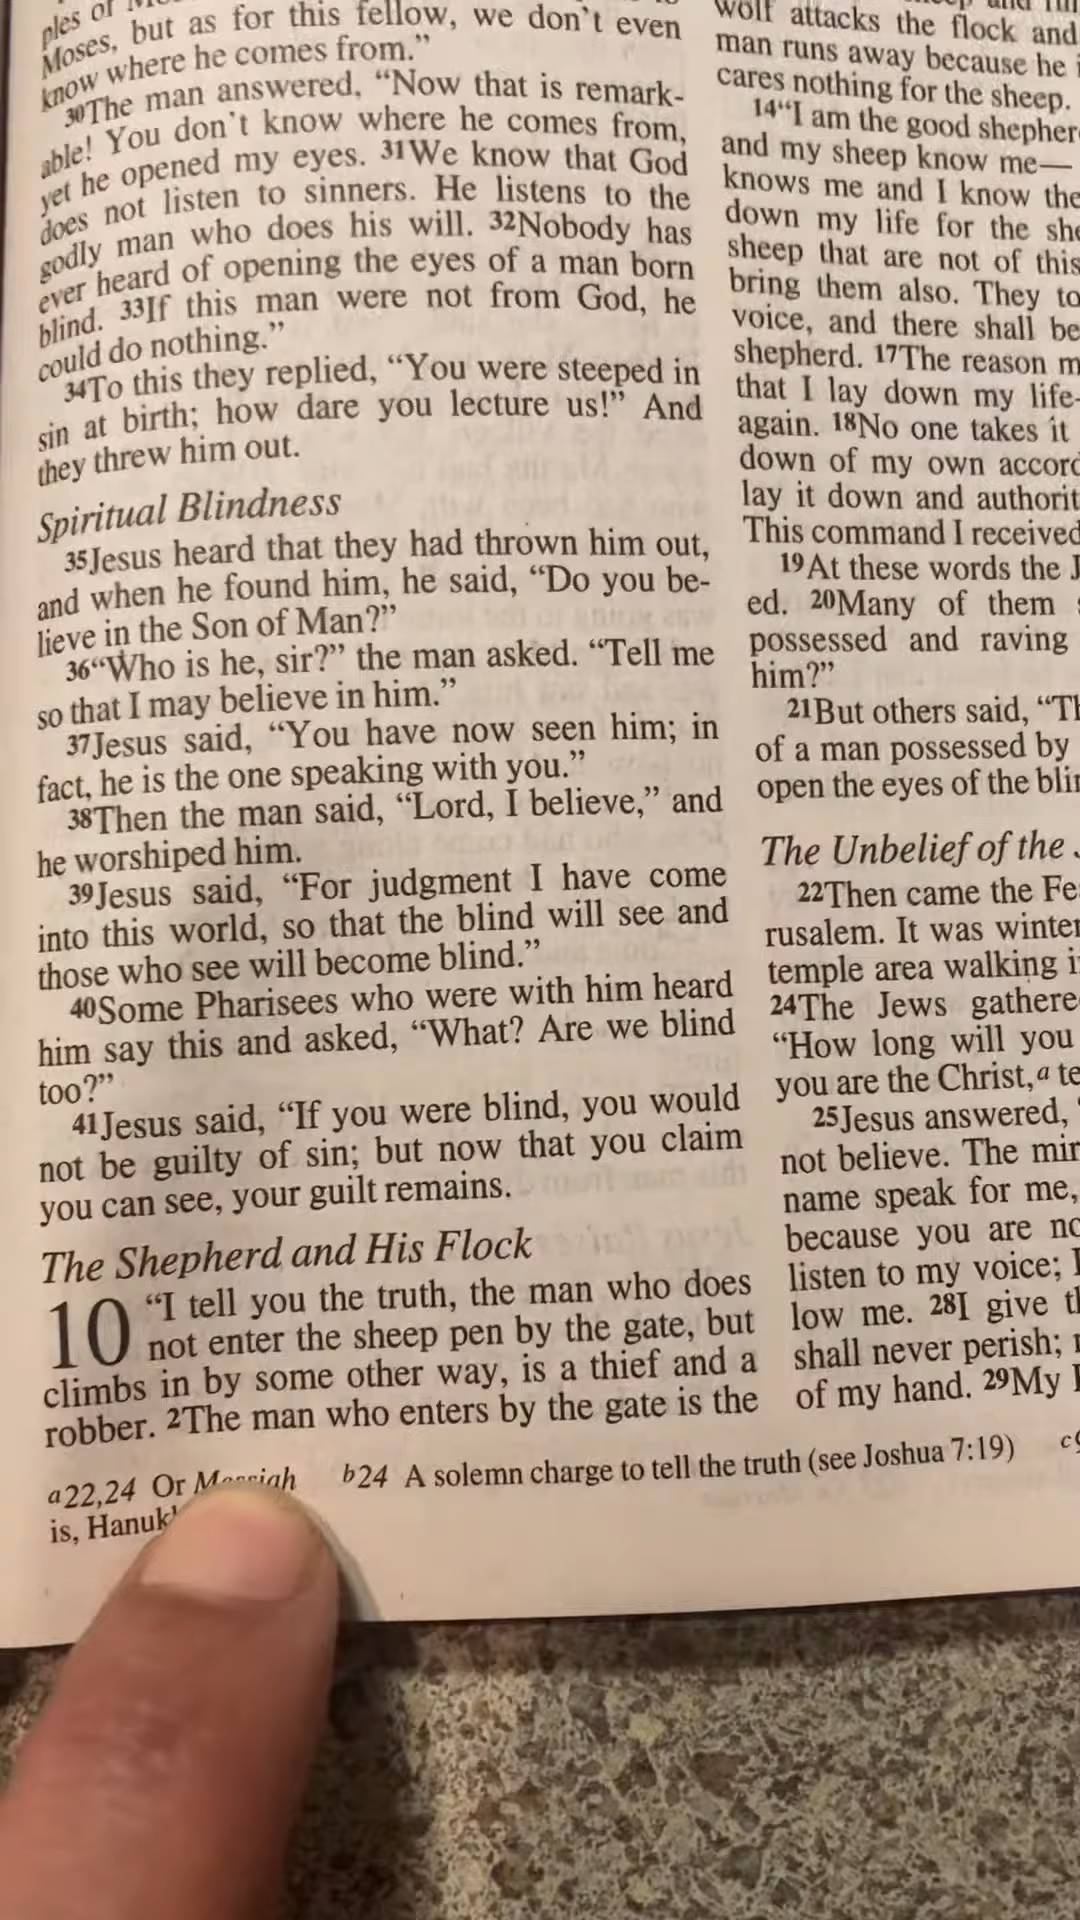 ples of
Moses, but as for this fellow, we don't even
know where he comes from."
30The man answered, "Now that is remark-
able! You don't know where he comes from,
yet he opened my eyes. 31We know that God
does not listen to sinners. He listens to the
godly man who does his will. 32Nobody has
ever heard of opening the eyes of a man born
blind. 33If this man were not from God, he
could do nothing."
34To this they replied, "You were steeped in
sin at birth; how dare you lecture us!" And
they threw him out.
Spiritual Blindness
35Jesus heard that they had thrown him out,
and when he found him, he said, "Do you be-
lieve in the Son of Man?"
36"Who is he, sir?" the man asked. "Tell me
so that I may believe in him."
37Jesus said, "You have now seen him; in
fact, he is the one speaking with you."
38Then the man said, "Lord, I believe," and
he worshiped him.
39Jesus said, "For judgment I have come
into this world, so that the blind will see and
those who see will become blind."
40Some Pharisees who were with him heard
him say this and asked, "What? Are we blind
too?"
41Jesus said, "If you were blind, you would
not be guilty of sin; but now that you claim
you can see, your guilt remains.
The Shepherd and His Flock
10 "I tell you the truth, the man who does
not enter the sheep pen by the gate, but
climbs in by some other way, is a thief and a
robber. 2The man who enters by the gate is the
wolf attacks the flock and
man runs away because he
cares nothing for the sheep.
14"I am the good shepher
and my sheep know me—
knows me and I know the
down my life for the she
sheep that are not of this
bring them also. They to
voice, and there shall be
shepherd. 17The reason m
that I lay down my life-
again. 18No one takes it
down of my own accord
lay it down and authorit
This command I received
19At these words the J
ed. 20Many of them
possessed and raving
him?"
21But others said, "Th
of a man possessed by
open the eyes of the blin
The Unbelief of the
22Then came the Fea
rusalem. It was winter
temple area walking i
24The Jews gathere
"How long will you
you are the Christ,a te
25Jesus answered, "
not believe. The mir
name speak for me,
because you are no
listen to my voice; I
low me. 28I give th
shall never perish;
of my hand. 29My
a22,24 Or Messiah b24 A solemn charge to tell the truth (see Joshua 7:19) c
is, Hanuk